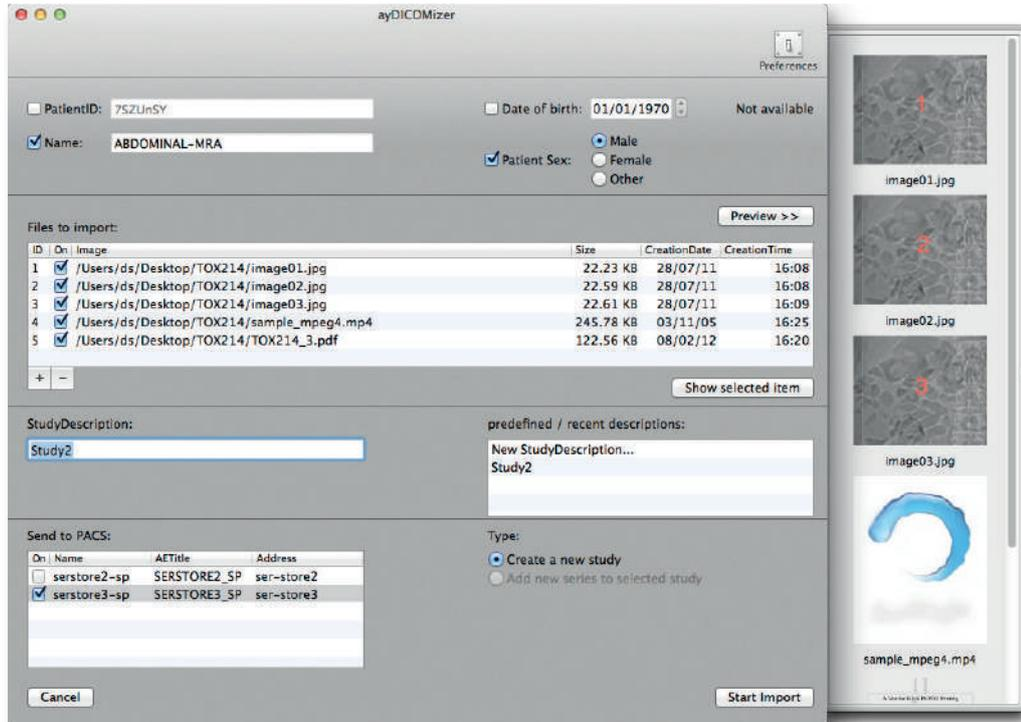 ayDICOMizer
Preferences
PatientID: 7SZUnSY
Date of birth: 01/01/1970 Not available
Name: ABDOMINAL-MRA
Patient Sex: Male
Female
Other
Preview >>
Files to import:
ID On Image Size CreationDate CreationTime
1 /Users/ds/Desktop/TOX214/image01.jpg 22.23 KB 28/07/11 16:08
2 /Users/ds/Desktop/TOX214/image02.jpg 22.59 KB 28/07/11 16:08
3 /Users/ds/Desktop/TOX214/image03.jpg 22.61 KB 28/07/11 16:09
4 /Users/ds/Desktop/TOX214/sample_mpeg4.mp4 245.78 KB 03/11/05 16:25
5 /Users/ds/Desktop/TOX214/TOX214_3.pdf 122.56 KB 08/02/12 16:20
+ −
Show selected item
StudyDescription:
Study2
predefined / recent descriptions:
New StudyDescription...
Study2
Send to PACS:
On Name AETitle Address
serstore2-sp SERSTORE2_SP ser-store2
serstore3-sp SERSTORE3_SP ser-store3
Type:
Create a new study
Add new series to selected study
Cancel
Start Import
1
image01.jpg
2
image02.jpg
3
image03.jpg
sample_mpeg4.mp4